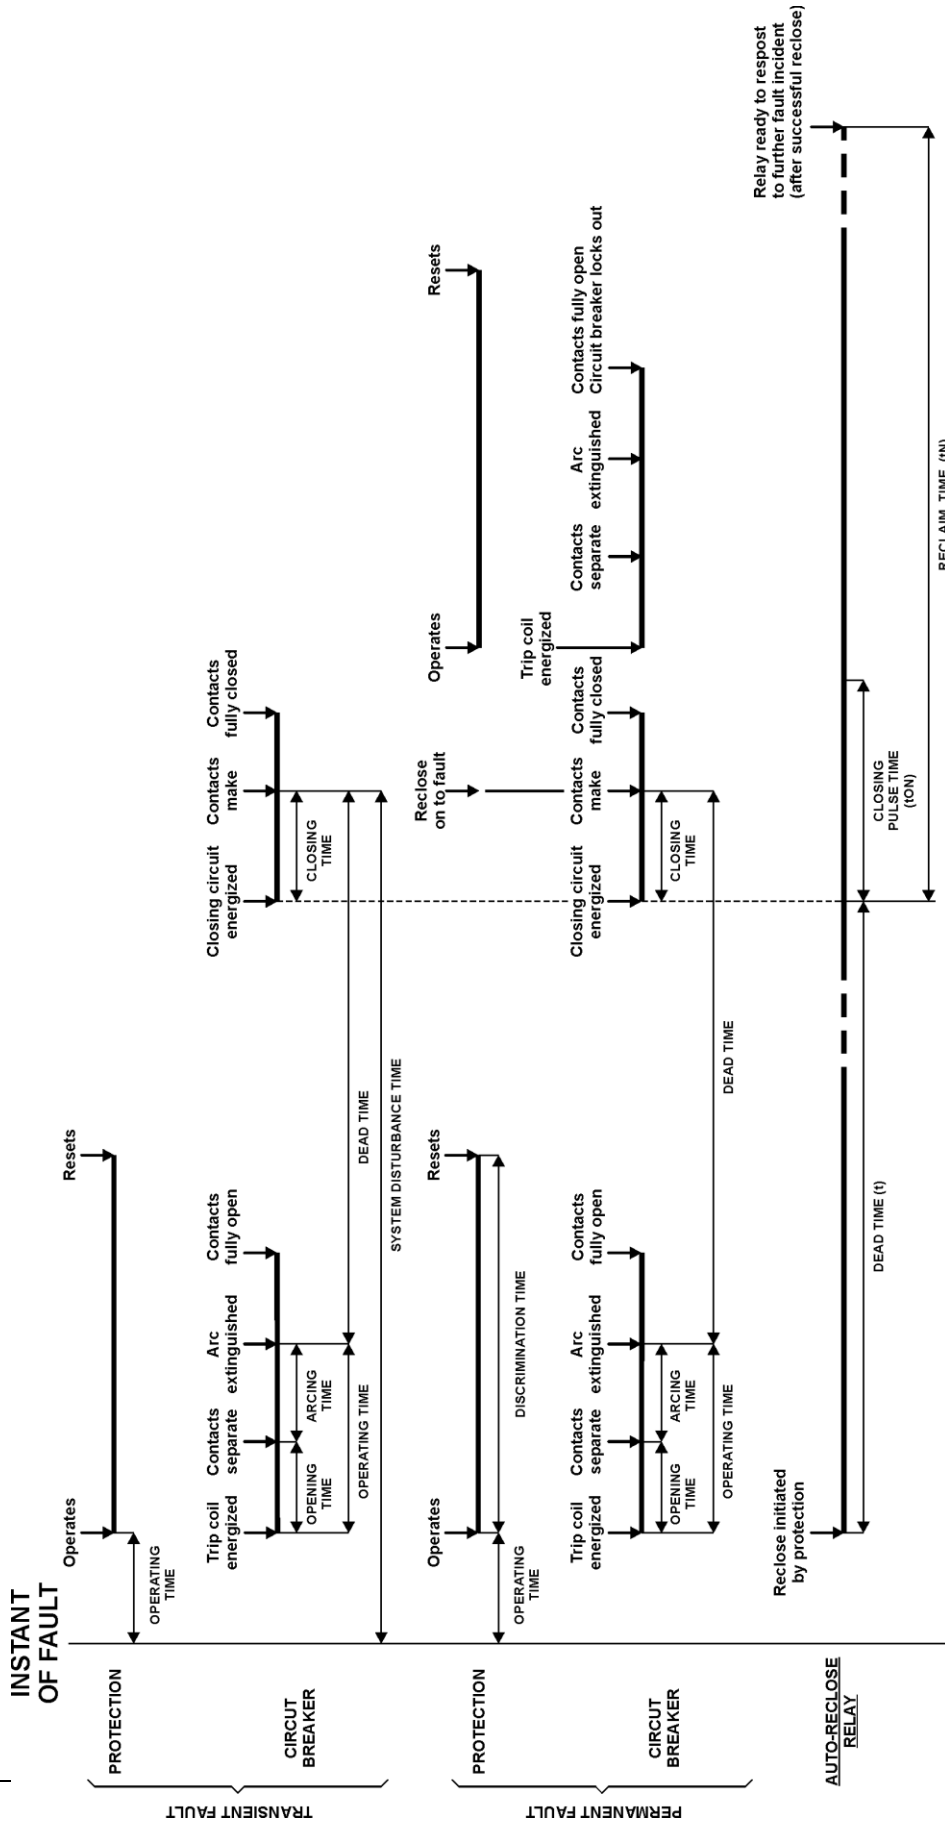 INSTANT
OF FAULT
TRANSIENT FAULT
PROTECTION
OPERATING
TIME
Operates
Resets
CIRCUT
BREAKER
Trip coil
energized
Contacts
separate
Arc
extinguished
Contacts
fully open
Closing circuit
energized
Contacts
make
Contacts
fully closed
OPENING
TIME
ARCING
TIME
CLOSING
TIME
OPERATING TIME
DEAD TIME
SYSTEM DISTURBANCE TIME
PERMANENT FAULT
PROTECTION
OPERATING
TIME
Operates
Resets
Reclose
on to fault
Operates
Resets
DISCRIMINATION TIME
CIRCUT
BREAKER
Trip coil
energized
Contacts
separate
Arc
extinguished
Contacts
fully open
Closing circuit
energized
Contacts
make
Contacts
fully closed
Trip coil
energized
Contacts
separate
Arc
extinguished
Contacts fully open
Circuit breaker locks out
OPENING
TIME
ARCING
TIME
CLOSING
TIME
OPERATING TIME
DEAD TIME
AUTO-RECLOSE
RELAY
Reclose initiated
by protection
Relay ready to respost
to further fault incident
(after successful reclose)
DEAD TIME (t)
CLOSING
PULSE TIME
(tON)
RECLAIM TIME (tN)